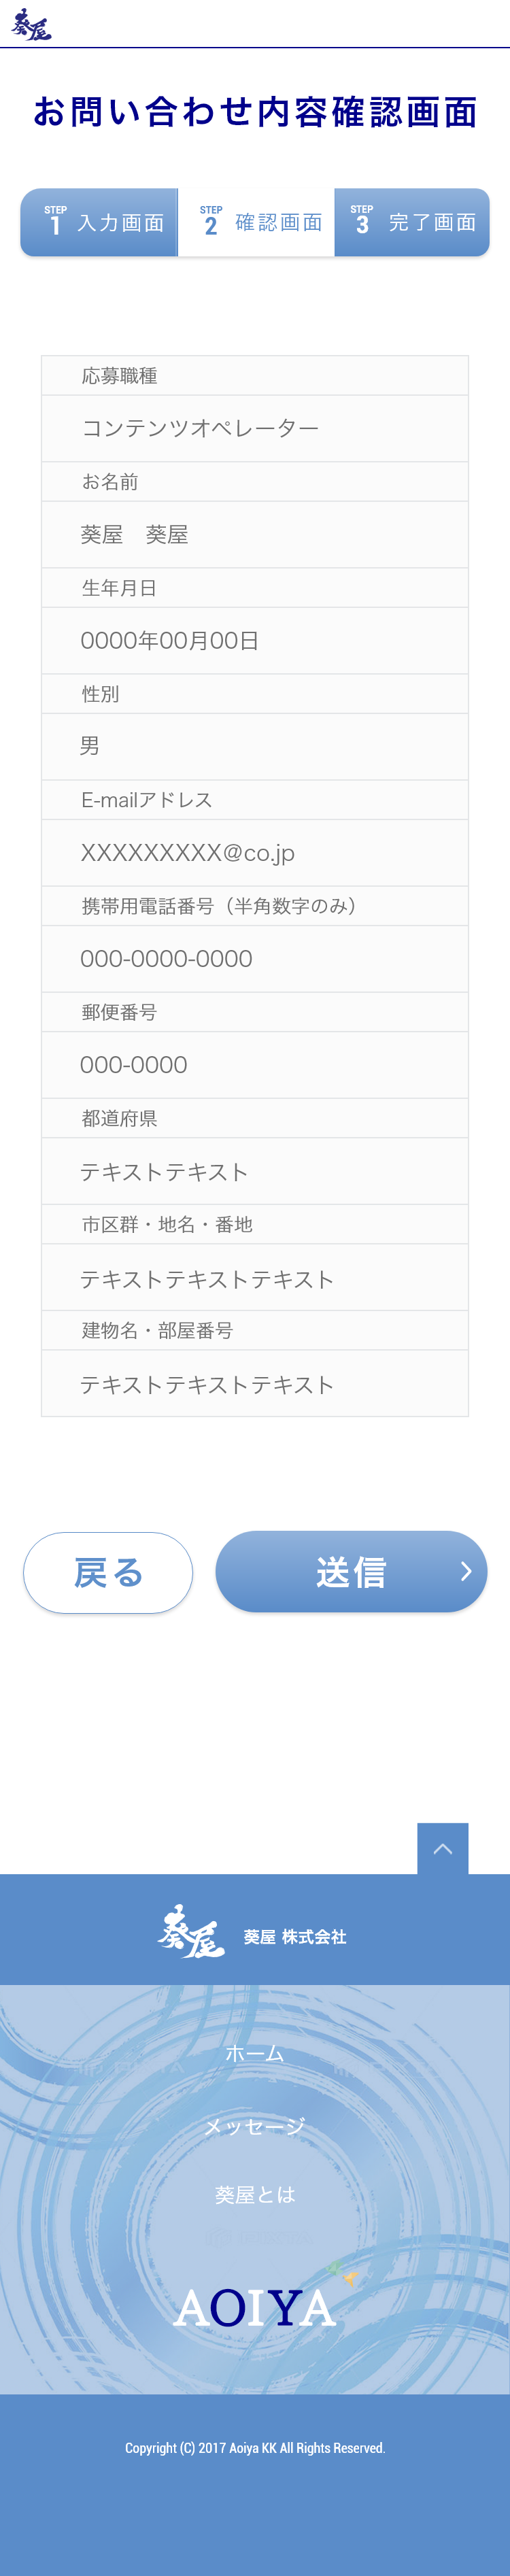 葵屋
お問い合わせ内容確認画面
STEP 1 入力画面
STEP 2 確認画面
STEP 3 完了画面
応募職種
コンテンツオペレーター
お名前
葵屋　葵屋
生年月日
0000年00月00日
性別
男
E-mailアドレス
XXXXXXXXX@co.jp
携帯用電話番号（半角数字のみ）
000-0000-0000
郵便番号
000-0000
都道府県
テキストテキスト
市区群・地名・番地
テキストテキストテキスト
建物名・部屋番号
テキストテキストテキスト
戻る
送信
葵屋 葵屋 株式会社
ホーム
メッセージ
葵屋とは
AOIYA
Copyright (C) 2017 Aoiya KK All Rights Reserved.